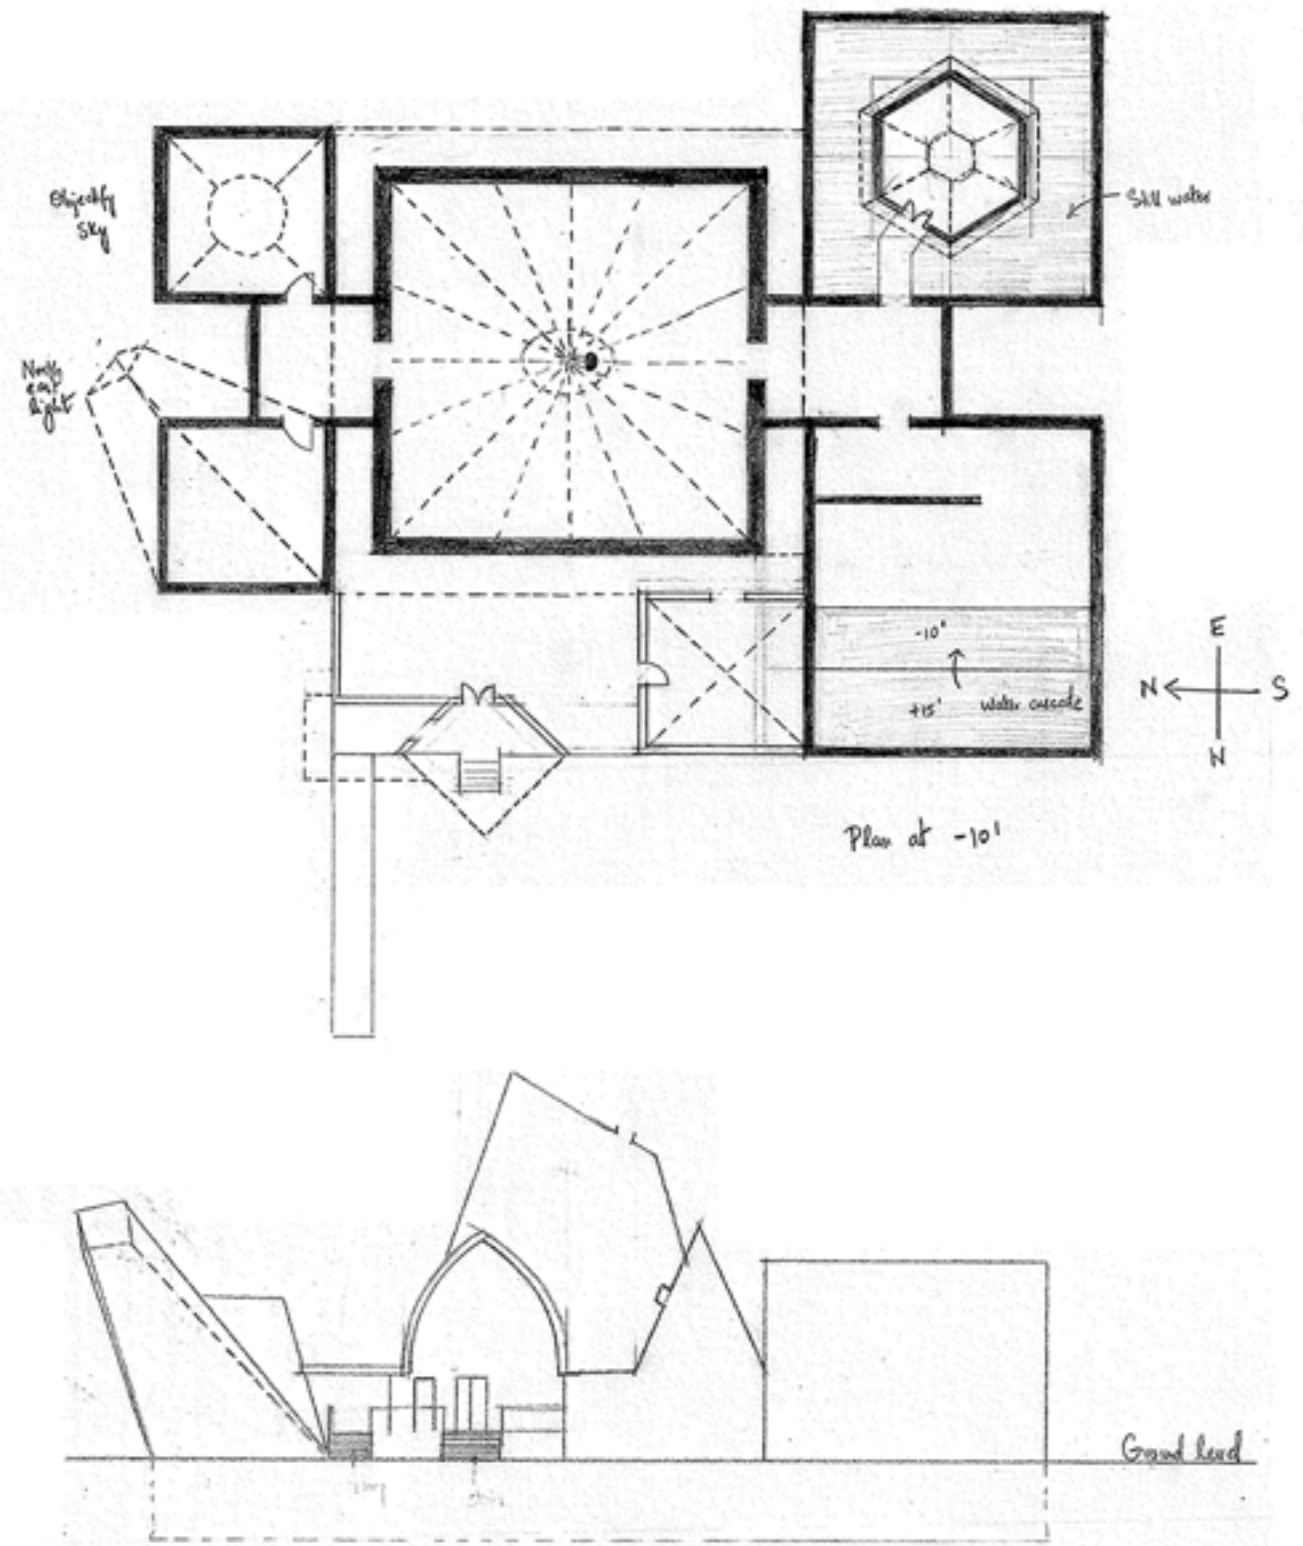 Objectify
sky
Still water
North
east
light
-10'
+15'
water cascade
E
N
S
N
Plan at -10'
Ground level